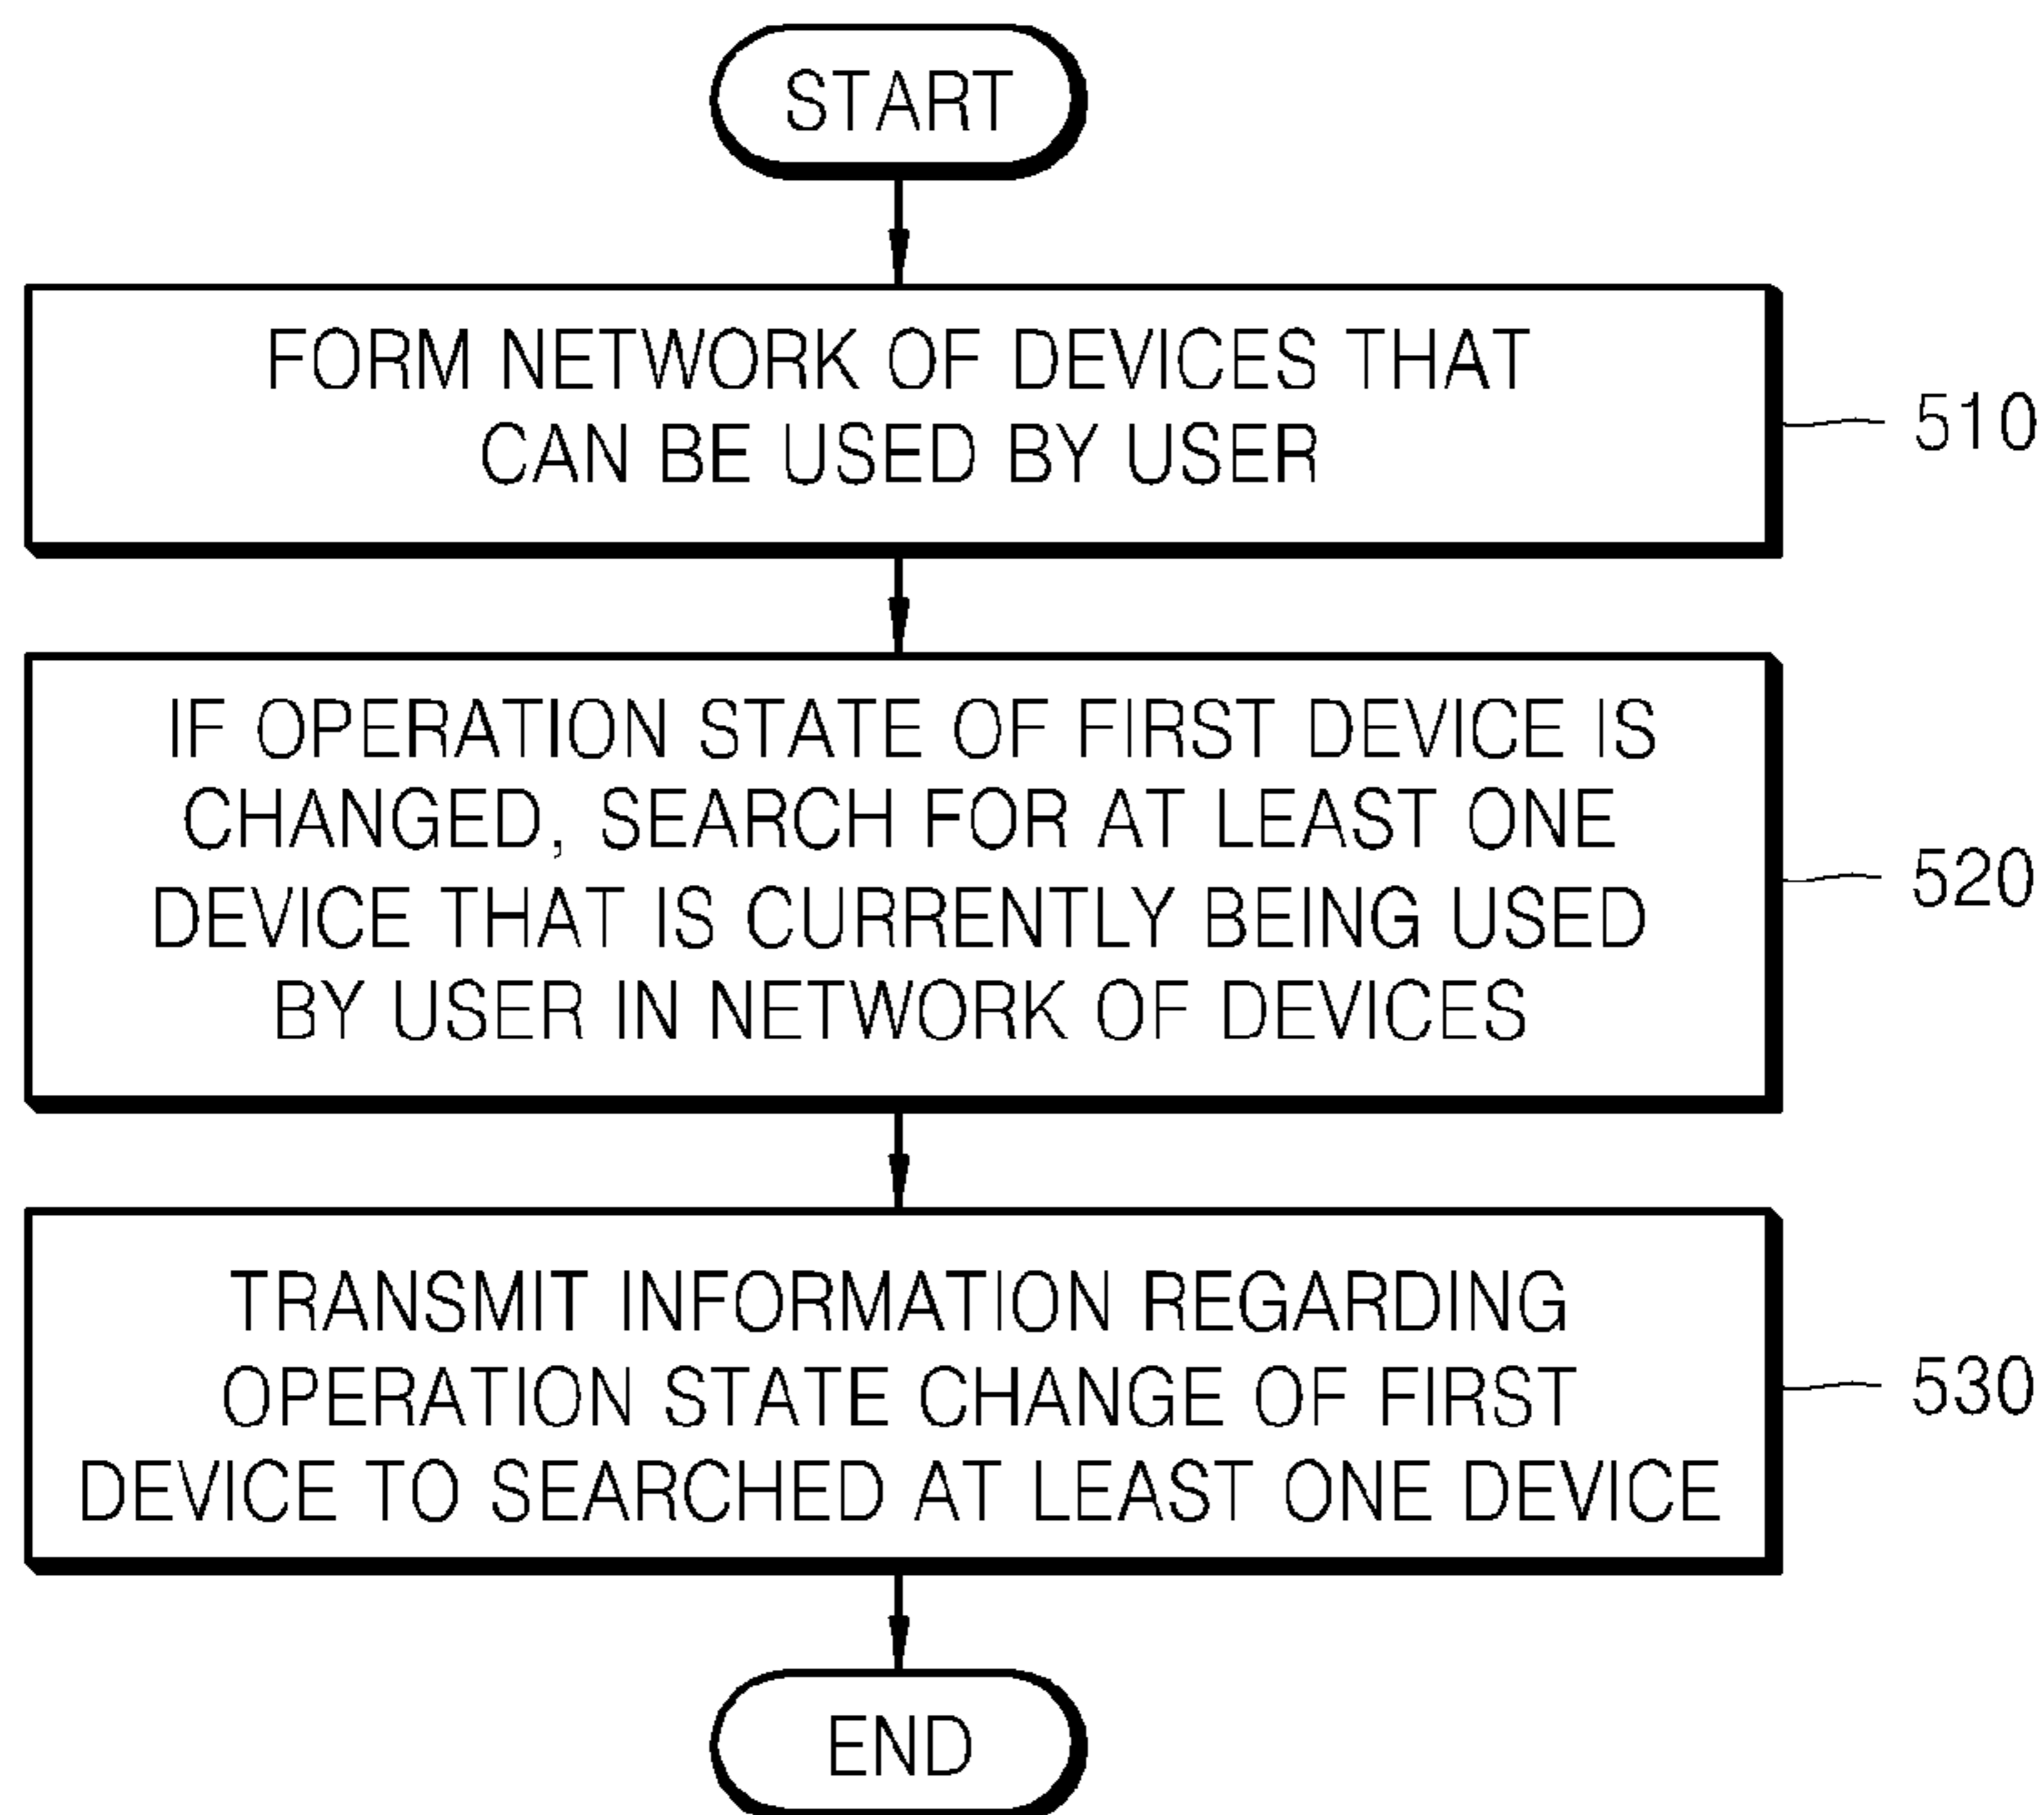 START
FORM NETWORK OF DEVICES THAT
CAN BE USED BY USER
510
IF OPERATION STATE OF FIRST DEVICE IS
CHANGED, SEARCH FOR AT LEAST ONE
DEVICE THAT IS CURRENTLY BEING USED
BY USER IN NETWORK OF DEVICES
520
TRANSMIT INFORMATION REGARDING
OPERATION STATE CHANGE OF FIRST
DEVICE TO SEARCHED AT LEAST ONE DEVICE
530
END